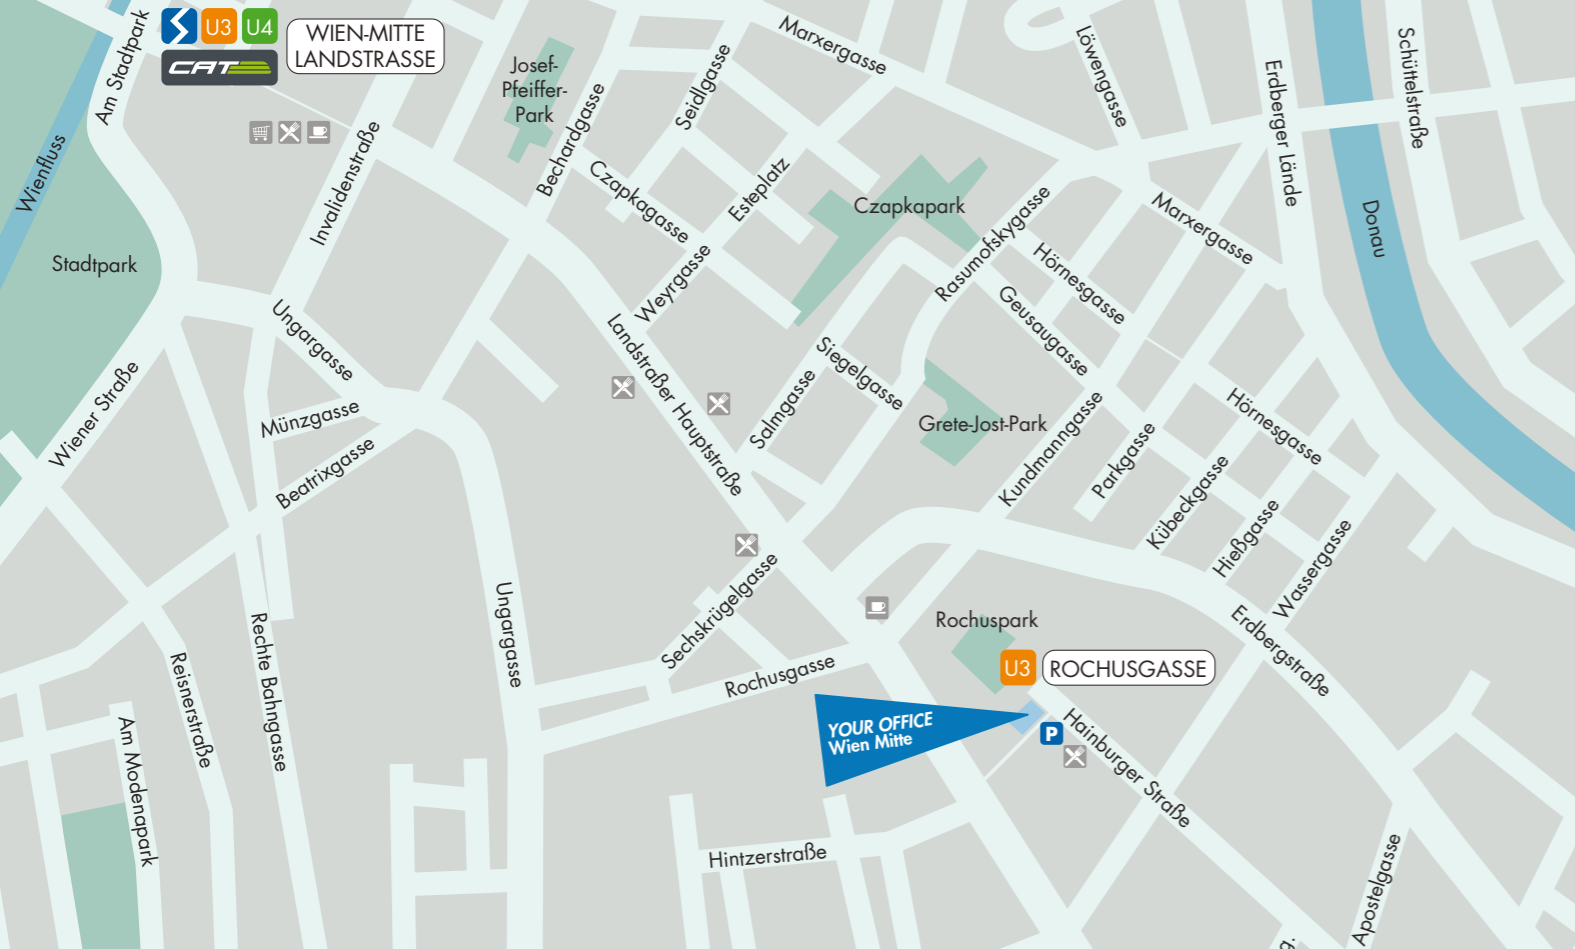 U3
U4
WIEN-MITTE
LANDSTRASSE
CAT
Am Stadtpark
Wienfluss
Stadtpark
Invalidenstraße
Josef-
Pfeiffer-
Park
Bechardgasse
Seidlgasse
Marxergasse
Löwengasse
Erdberger Lände
Schüttelstraße
Donau
Czapkagasse
Esteplatz
Czapkapark
Weyrgasse
Rasumofskygasse
Hörnesgasse
Marxergasse
Geusaugasse
Ungargasse
Landstraßer Hauptstraße
Siegelgasse
Salmgasse
Grete-Jost-Park
Kundmanngasse
Parkgasse
Hörnesgasse
Kübeckgasse
Hießgasse
Wassergasse
Wiener Straße
Münzgasse
Beatrixgasse
Ungargasse
Sechskrügelgasse
Rochusgasse
Rochuspark
U3
ROCHUSGASSE
Erdbergstraße
Rechte Bahngasse
Reisnerstraße
Am Modenapark
YOUR OFFICE
Wien Mitte
P
Hainburger Straße
Hintzerstraße
Apostelgasse
g.